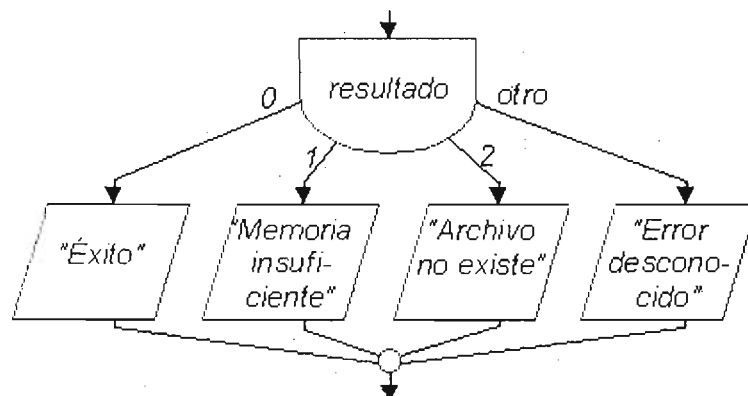 resultado
0
otro
1
2
"Éxito"
"Memoria
insufi-
ciente"
"Archivo
no existe"
"Error
descono-
cido"